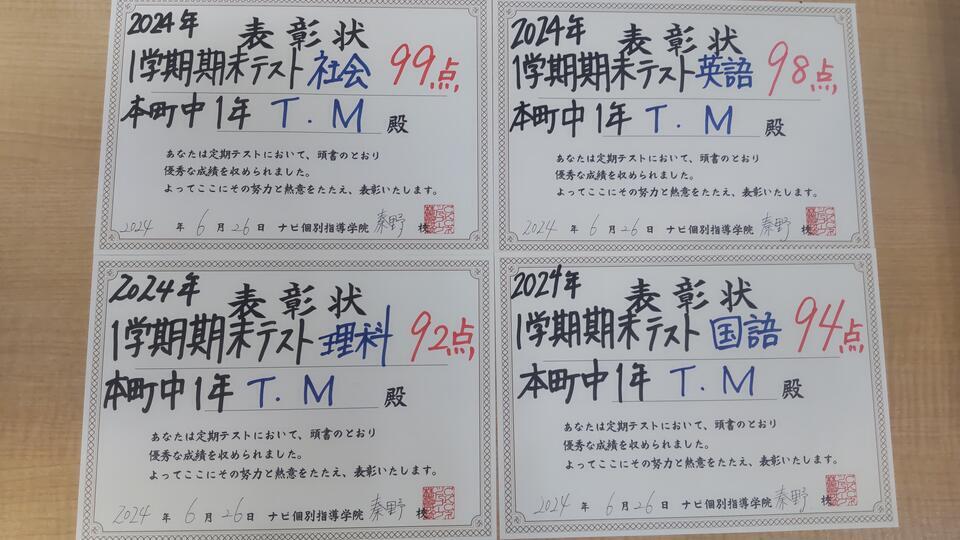 2024年
表彰状
1学期期末テスト 社会 99点
本町中1年 T.M 殿
あなたは定期テストにおいて、頭書のとおり
優秀な成績を収められました。
よってここにその努力と熱意をたたえ、表彰いたします。
2024 年 6 月 26 日 ナビ個別指導学院 秦野 校
2024年
表彰状
1学期期末テスト 英語 98点
本町中1年 T.M 殿
あなたは定期テストにおいて、頭書のとおり
優秀な成績を収められました。
よってここにその努力と熱意をたたえ、表彰いたします。
2024 年 6 月 26 日 ナビ個別指導学院 秦野 校
2024年
表彰状
1学期期末テスト 理科 92点
本町中1年 T.M 殿
あなたは定期テストにおいて、頭書のとおり
優秀な成績を収められました。
よってここにその努力と熱意をたたえ、表彰いたします。
2024 年 6 月 26 日 ナビ個別指導学院 秦野 校
2024年
表彰状
1学期期末テスト 国語 94点
本町中1年 T.M 殿
あなたは定期テストにおいて、頭書のとおり
優秀な成績を収められました。
よってここにその努力と熱意をたたえ、表彰いたします。
2024 年 6 月 26 日 ナビ個別指導学院 秦野 校